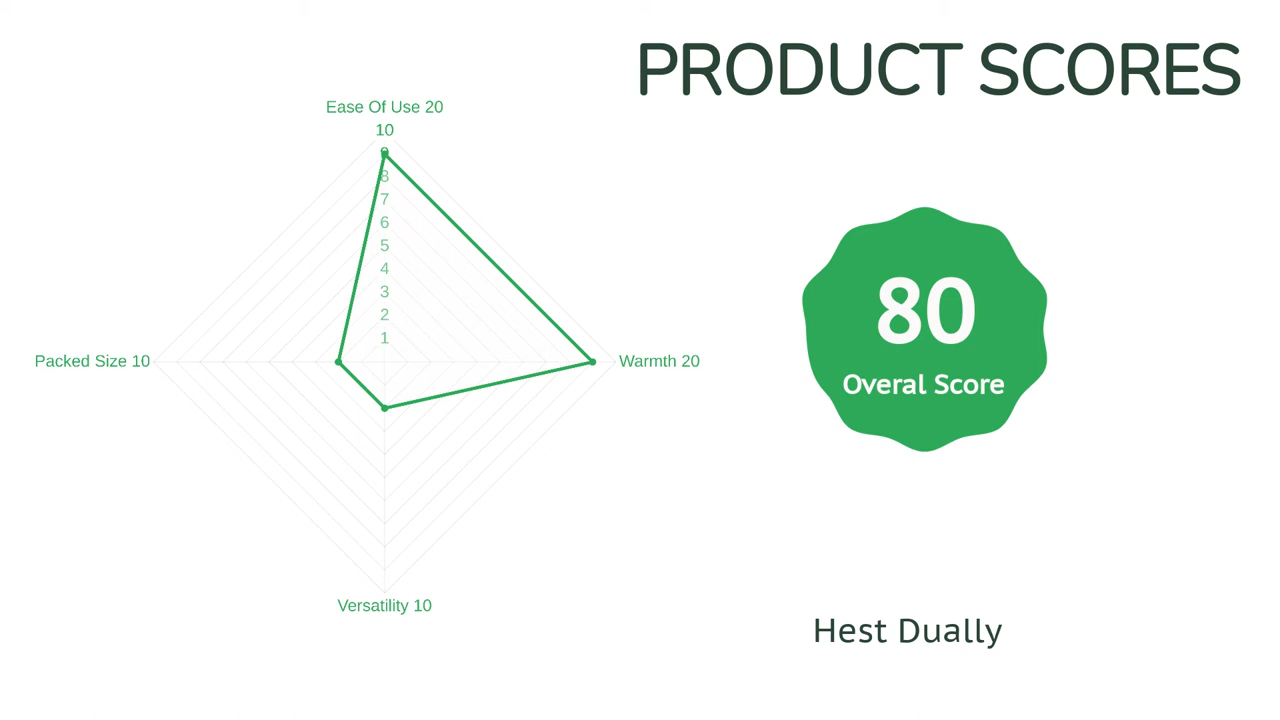 PRODUCT SCORES
Ease Of Use 20
10
9
8
7
6
5
4
3
2
1
Packed Size 10
Warmth 20
Versatility 10
80
Overal Score
Hest Dually